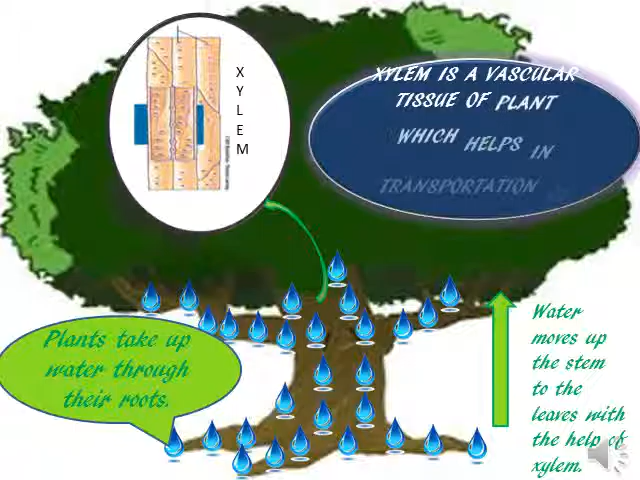 XYLEM
XYLEM IS A VASCULAR
TISSUE OF PLANT
WHICH HELPS IN
TRANSPORTATION
Plants take up
water through
their roots.
Water
moves up
the stem
to the
leaves with
the help of
xylem.